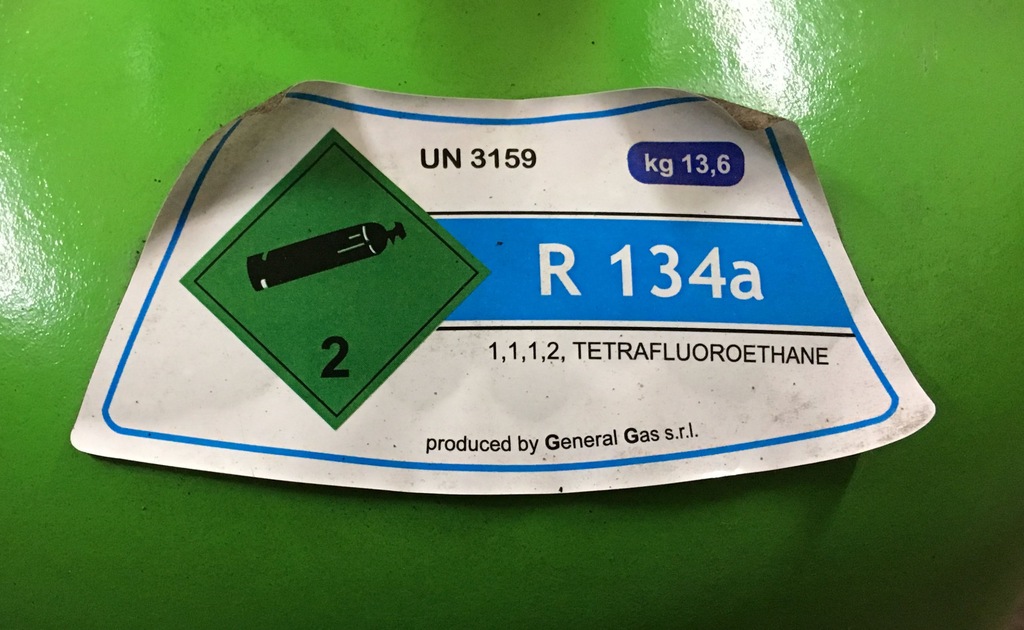 UN 3159
kg 13,6
R 134a
2
1,1,1,2, TETRAFLUOROETHANE
produced by General Gas s.r.l.